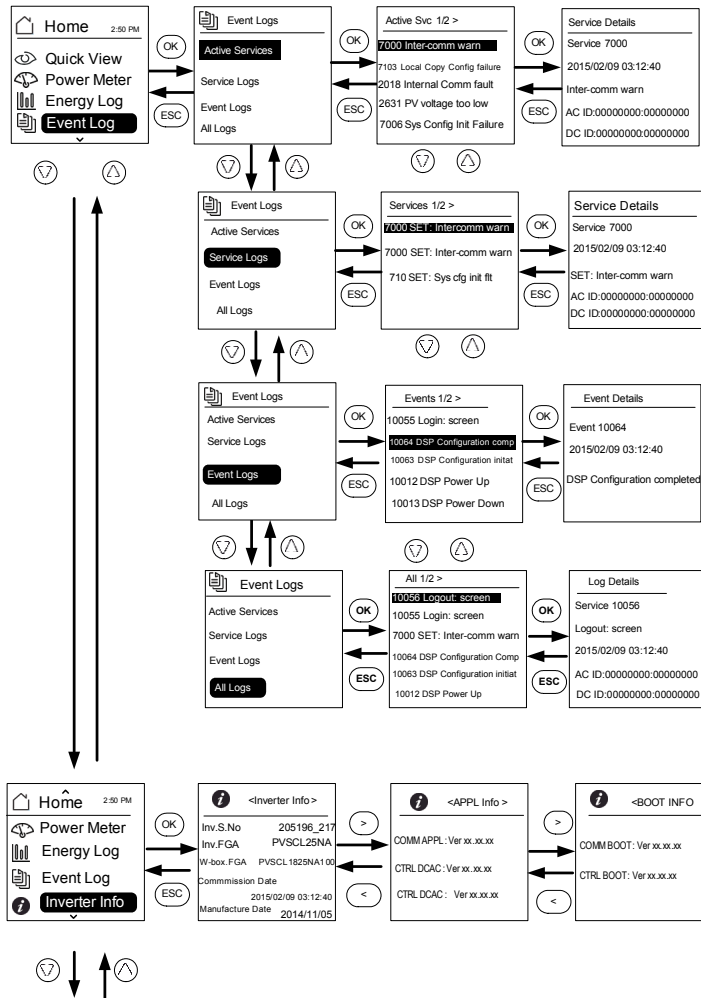 Home 2:50 PM
Quick View
Power Meter
Energy Log
Event Log
OK
ESC
Event Logs
Active Services
Service Logs
Event Logs
All Logs
OK
ESC
Active Svc 1/2 >
7000 Inter-comm warn
7103 Local Copy Config failure
2018 Internal Comm fault
2631 PV voltage too low
7006 Sys Config Init Failure
OK
ESC
Service Details
Service 7000
2015/02/09 03:12:40
Inter-comm warn
AC ID:00000000:00000000
DC ID:00000000:00000000
Event Logs
Active Services
Service Logs
Event Logs
All Logs
OK
ESC
Services 1/2 >
7000 SET: Intercomm warn
7000 SET: Inter-comm warn
710 SET: Sys cfg init flt
OK
ESC
Service Details
Service 7000
2015/02/09 03:12:40
SET: Inter-comm warn
AC ID:00000000:00000000
DC ID:00000000:00000000
Event Logs
Active Services
Service Logs
Event Logs
All Logs
OK
ESC
Events 1/2 >
10055 Login: screen
10064 DSP Configuration comp
10063 DSP Configuration initat
10012 DSP Power Up
10013 DSP Power Down
OK
ESC
Event Details
Event 10064
2015/02/09 03:12:40
DSP Configuration completed
Event Logs
Active Services
Service Logs
Event Logs
All Logs
OK
ESC
All 1/2 >
10056 Logout: screen
10055 Login: screen
7000 SET: Inter-comm warn
10064 DSP Configuration Comp
10063 DSP Configuration initiat
10012 DSP Power Up
OK
ESC
Log Details
Service 10056
Logout: screen
2015/02/09 03:12:40
AC ID:00000000:00000000
DC ID:00000000:00000000
Home 2:50 PM
Power Meter
Energy Log
Event Log
Inverter Info
OK
ESC
<Inverter Info>
Inv.S.No 205196_217
Inv.FGA PVSCL25NA
W-box.FGA PVSCL1825NA100
Commmission Date
2015/02/09 03:12:40
Manufacture Date 2014/11/05
>
<
<APPL Info >
COMM APPL: Ver xx.xx.xx
CTRL DCAC : Ver xx.xx.xx
CTRL DCAC : Ver xx.xx.xx
>
<
<BOOT INFO
COMM BOOT: Ver xx.xx.xx
CTRL BOOT: Ver xx.xx.xx